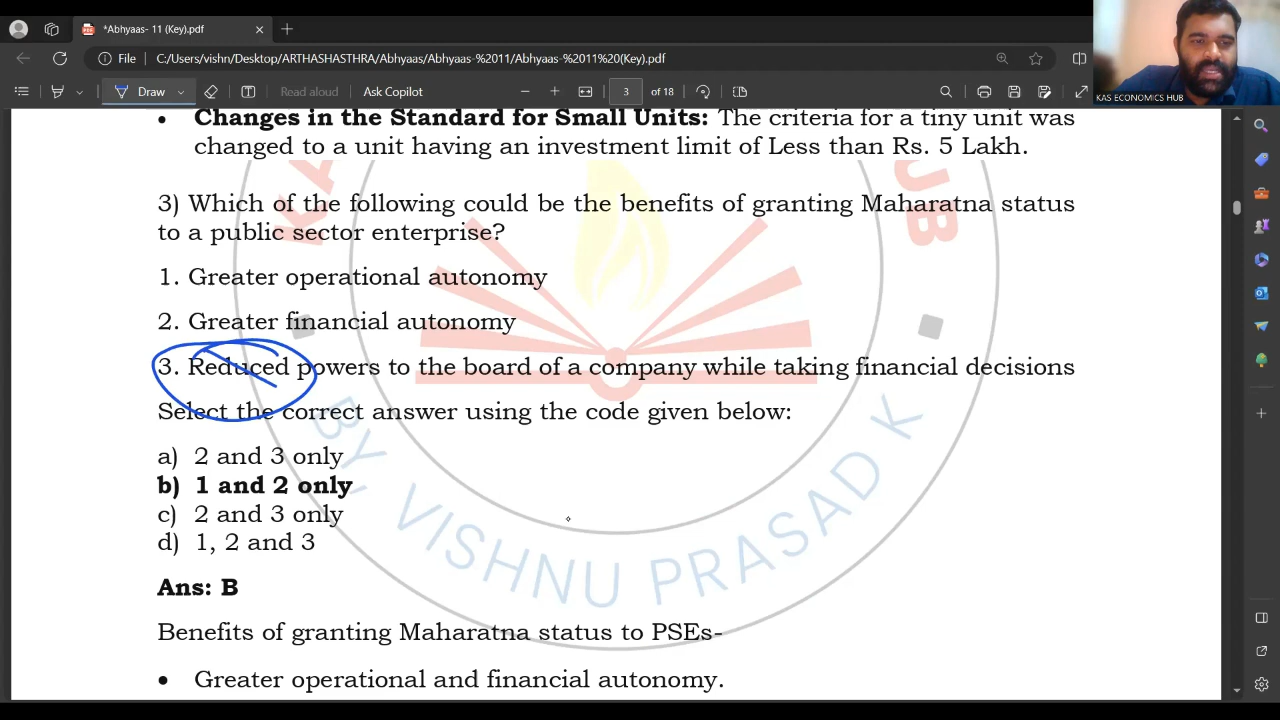 *Abhyaas- 11 (Key).pdf
File
C:/Users/vishn/Desktop/ARTHASHASTHRA/Abhyaas/Abhyaas-%2011/Abhyaas-%2011%20(Key).pdf
Draw
Read aloud
Ask Copilot
3
of 18
KAS ECONOMICS HUB
• Changes in the Standard for Small Units: The criteria for a tiny unit was
changed to a unit having an investment limit of Less than Rs. 5 Lakh.
3) Which of the following could be the benefits of granting Maharatna status
to a public sector enterprise?
1. Greater operational autonomy
2. Greater financial autonomy
3. Reduced powers to the board of a company while taking financial decisions
Select the correct answer using the code given below:
a) 2 and 3 only
b) 1 and 2 only
c) 2 and 3 only
d) 1, 2 and 3
Ans: B
Benefits of granting Maharatna status to PSEs-
• Greater operational and financial autonomy.
BY, VISHNU PRASAD K